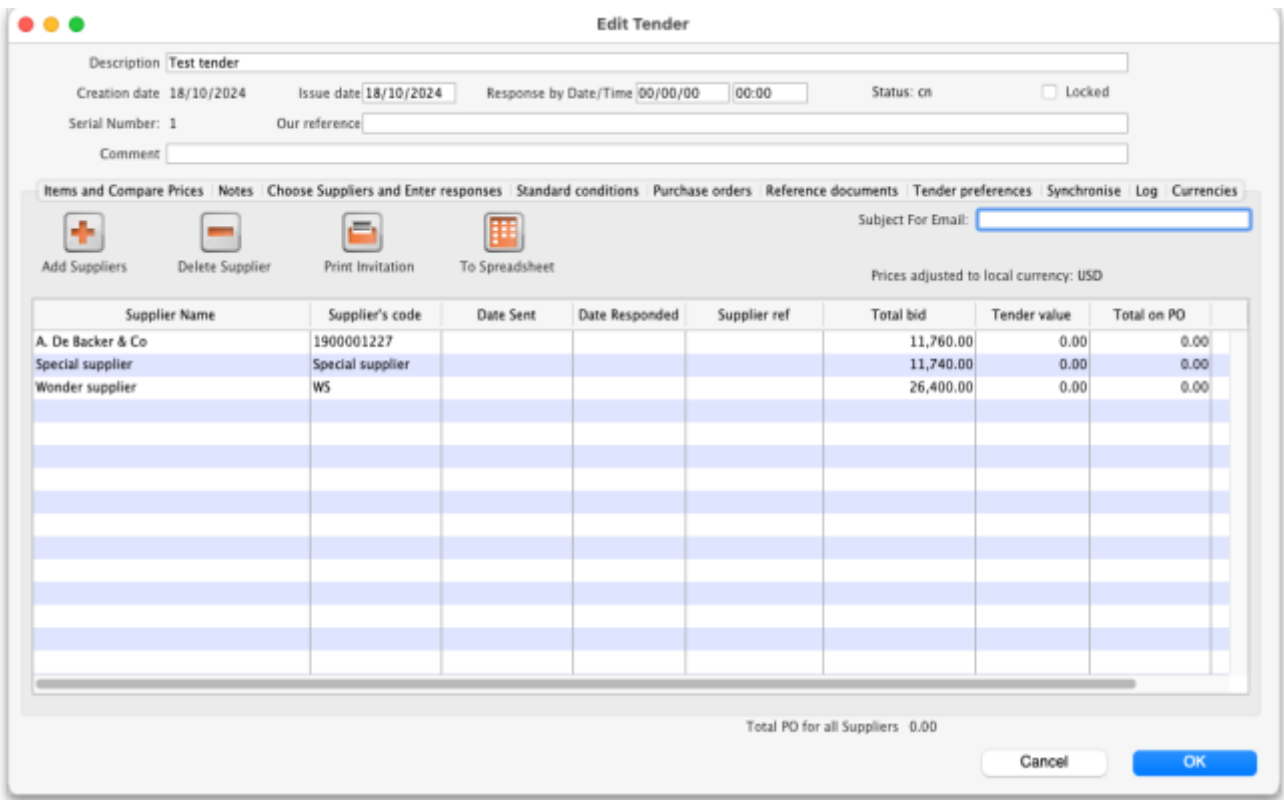 Edit Tender
Description Test tender
Creation date 18/10/2024 Issue date 18/10/2024 Response by Date/Time 00/00/00 00:00 Status: cn Locked
Serial Number: 1 Our reference
Comment
Items and Compare Prices Notes Choose Suppliers and Enter responses Standard conditions Purchase orders Reference documents Tender preferences Synchronise Log Currencies
Subject For Email:
Add Suppliers Delete Supplier Print Invitation To Spreadsheet
Prices adjusted to local currency: USD
Supplier Name Supplier's code Date Sent Date Responded Supplier ref Total bid Tender value Total on PO
A. De Backer & Co 1900001227 11,760.00 0.00 0.00
Special supplier Special supplier 11,740.00 0.00 0.00
Wonder supplier WS 26,400.00 0.00 0.00
Total PO for all Suppliers 0.00
Cancel OK